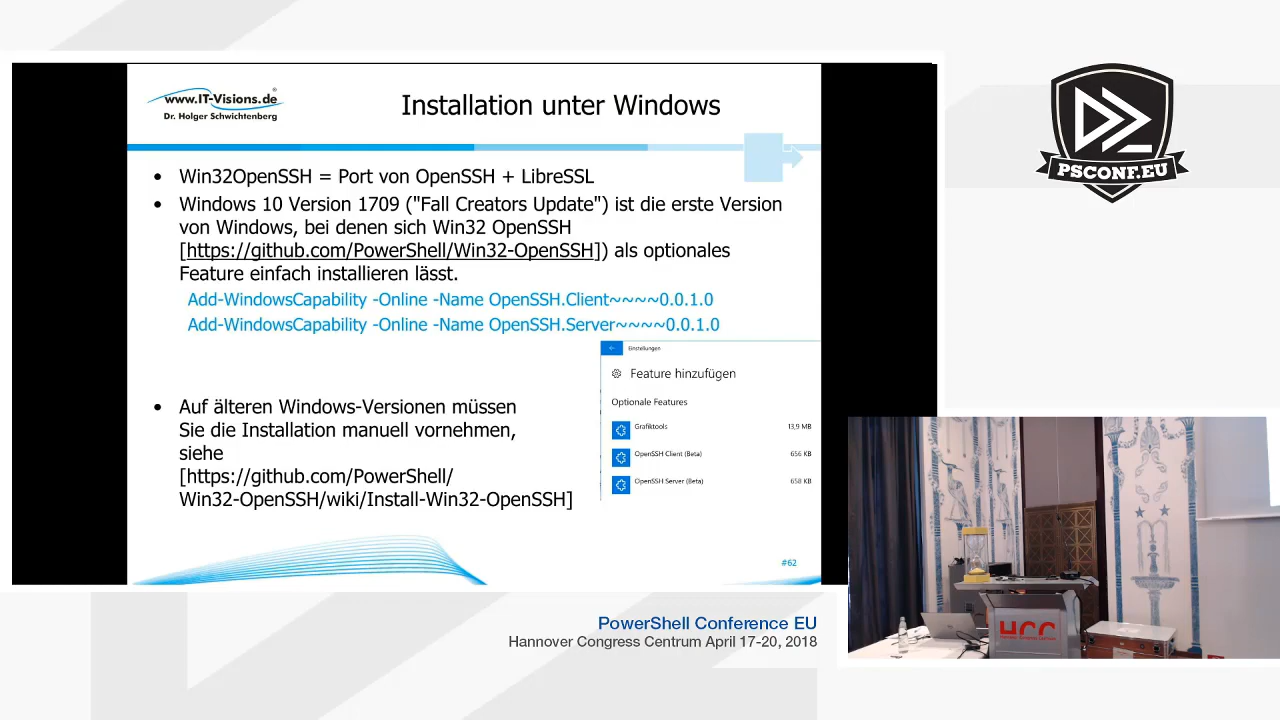 www.IT-Visions.de
®
Dr. Holger Schwichtenberg
Installation unter Windows
• Win32OpenSSH = Port von OpenSSH + LibreSSL
• Windows 10 Version 1709 ("Fall Creators Update") ist die erste Version
von Windows, bei denen sich Win32 OpenSSH
[https://github.com/PowerShell/Win32-OpenSSH]) als optionales
Feature einfach installieren lässt.
Add-WindowsCapability -Online -Name OpenSSH.Client~~~~0.0.1.0
Add-WindowsCapability -Online -Name OpenSSH.Server~~~~0.0.1.0
Einstellungen
Feature hinzufügen
Optionale Features
Grafiktools 13,9 MB
OpenSSH Client (Beta) 656 KB
OpenSSH Server (Beta) 658 KB
• Auf älteren Windows-Versionen müssen
Sie die Installation manuell vornehmen,
siehe
[https://github.com/PowerShell/
Win32-OpenSSH/wiki/Install-Win32-OpenSSH]
#62
PSCONF.EU
HCC
PowerShell Conference EU
Hannover Congress Centrum April 17-20, 2018